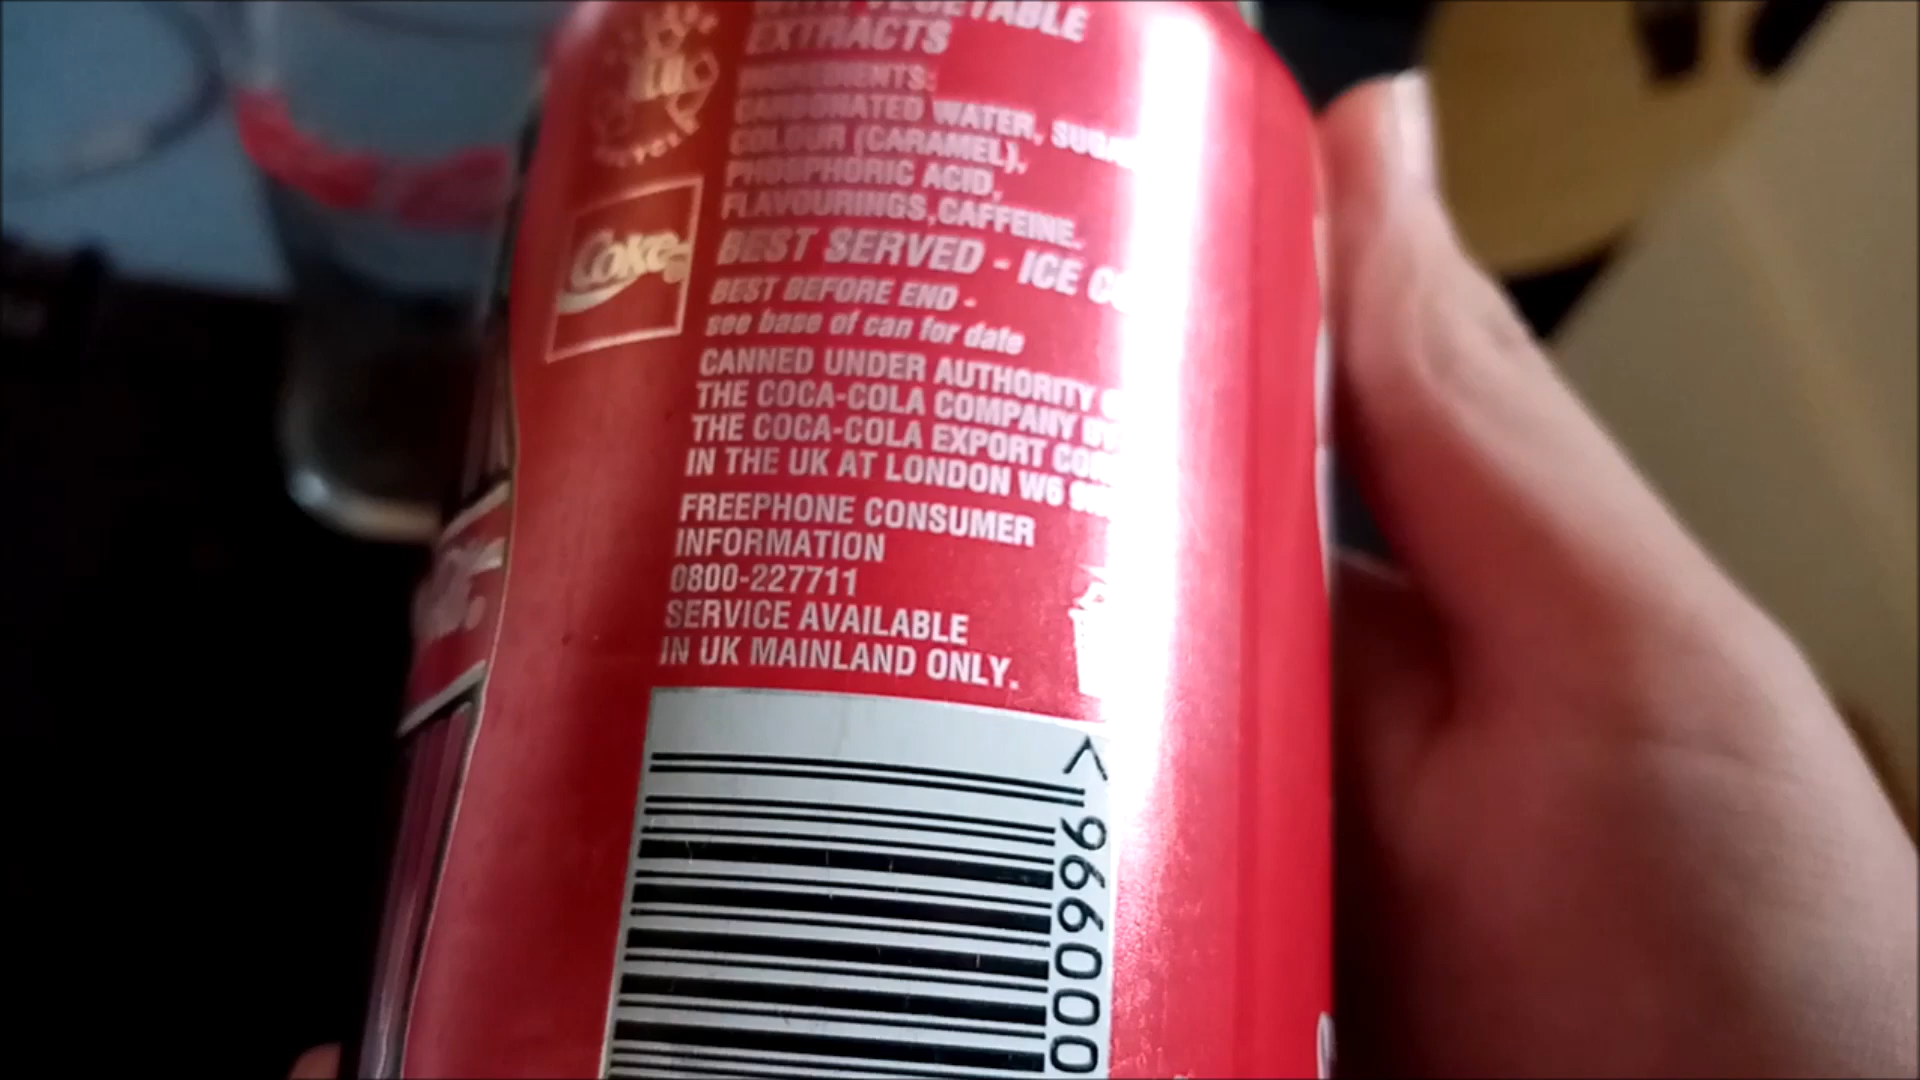 WITH VEGETABLE
EXTRACTS
INGREDIENTS:
CARBONATED WATER,
COLOUR (CARAMEL),
PHOSPHORIC ACID,
FLAVOURINGS,CAFFEINE.
Coke
BEST SERVED - ICE
BEST BEFORE END -
see base of can for date
CANNED UNDER AUTHORITY
THE COCA-COLA COMPANY
THE COCA-COLA EXPORT
IN THE UK AT LONDON W6
FREEPHONE CONSUMER
INFORMATION
0800-227711
SERVICE AVAILABLE
IN UK MAINLAND ONLY.
000996 >